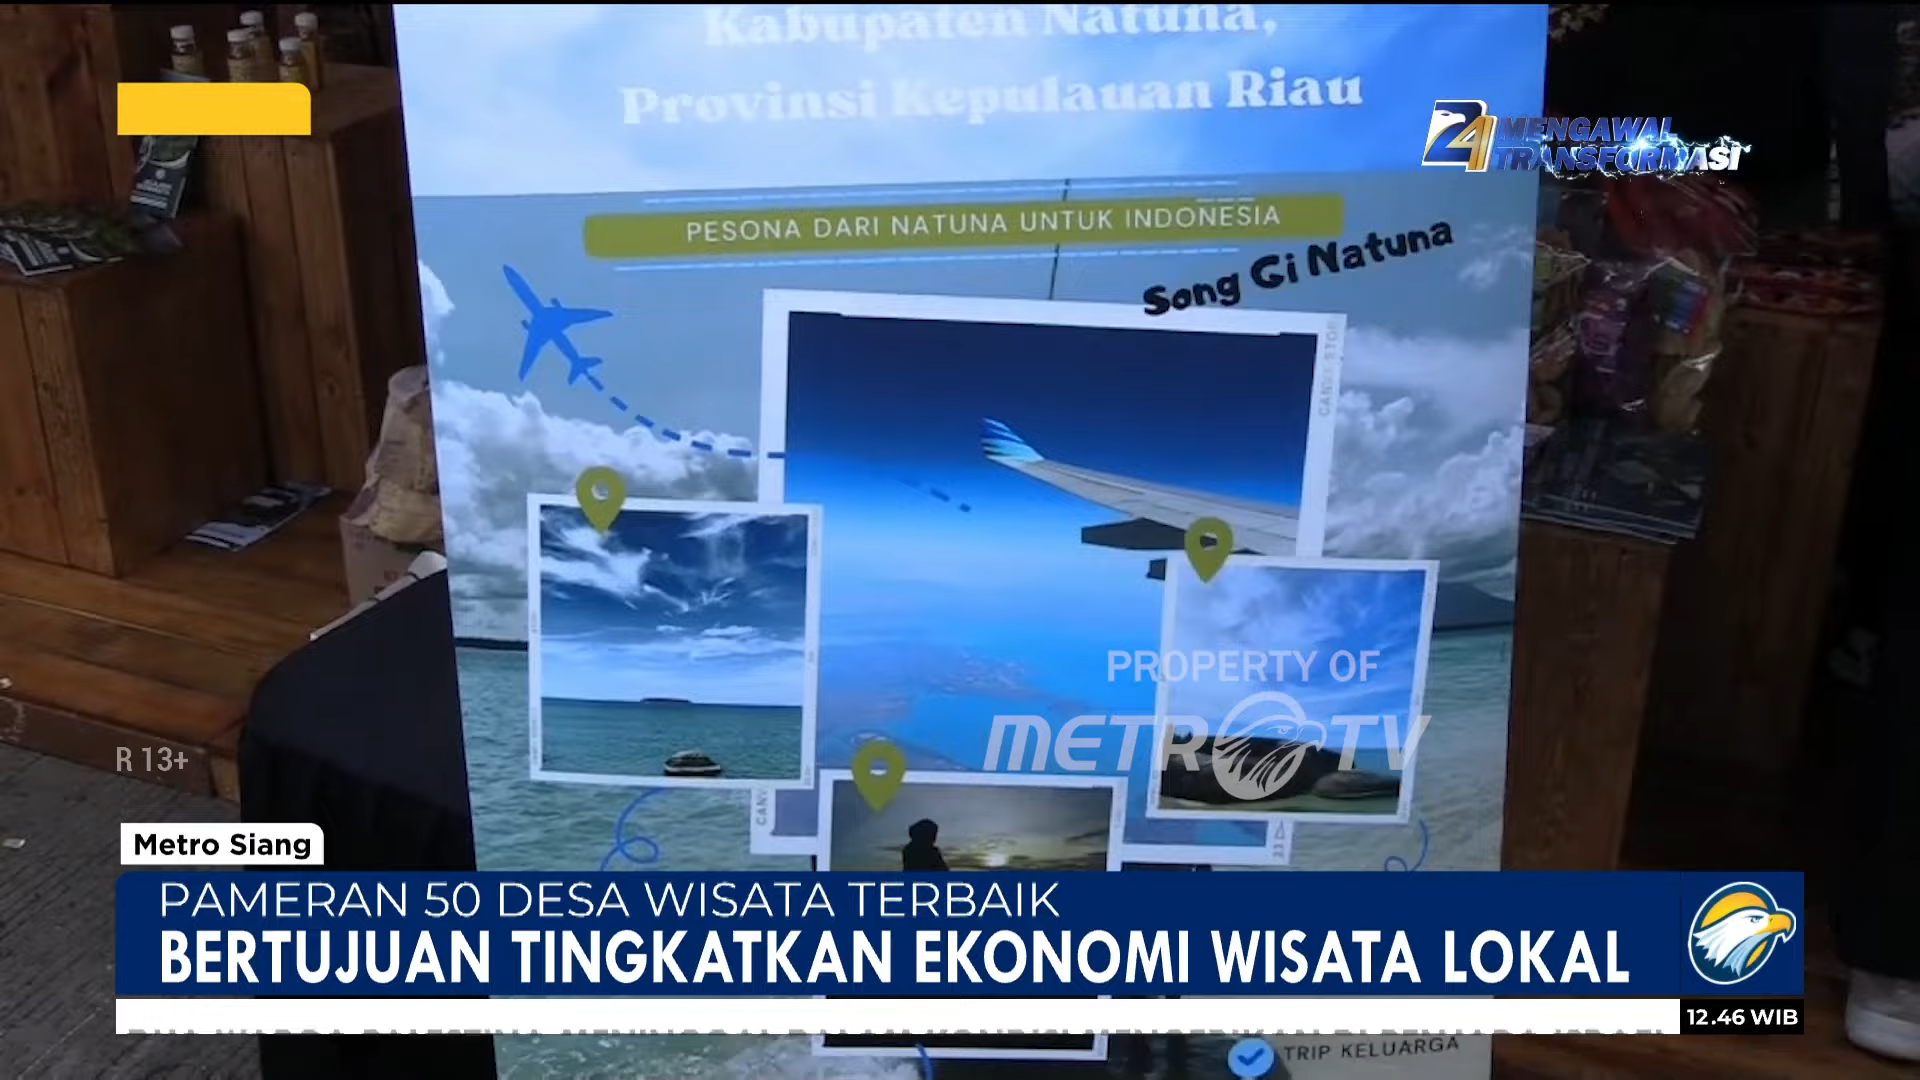 Kabupaten Natuna,
Provinsi Kepulauan Riau
24 MENGAWAL
TRANSFORMASI
PESONA DARI NATUNA UNTUK INDONESIA
Song Gi Natuna
PROPERTY OF
METRO TV
R 13+
Metro Siang
PAMERAN 50 DESA WISATA TERBAIK
BERTUJUAN TINGKATKAN EKONOMI WISATA LOKAL
12.46 WIB
TRIP KELUARGA